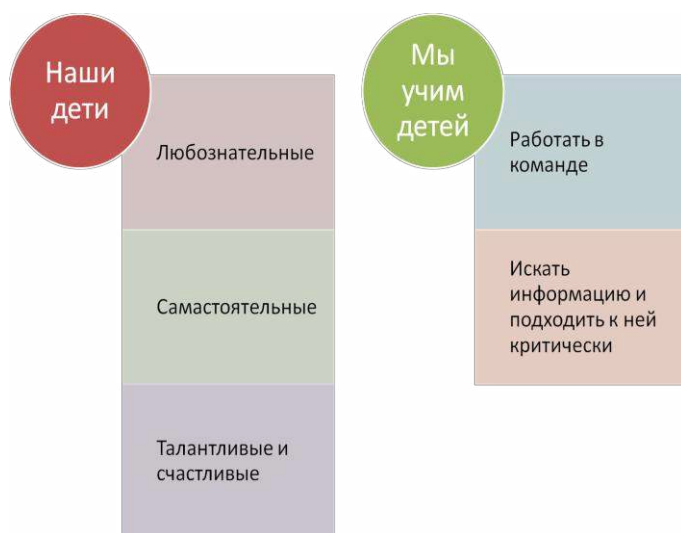 Наши
дети
Любознательные
Самастоятельные
Талантливые и
счастливые
Мы
учим
детей
Работать в
команде
Искать
информацию и
подходить к ней
критически